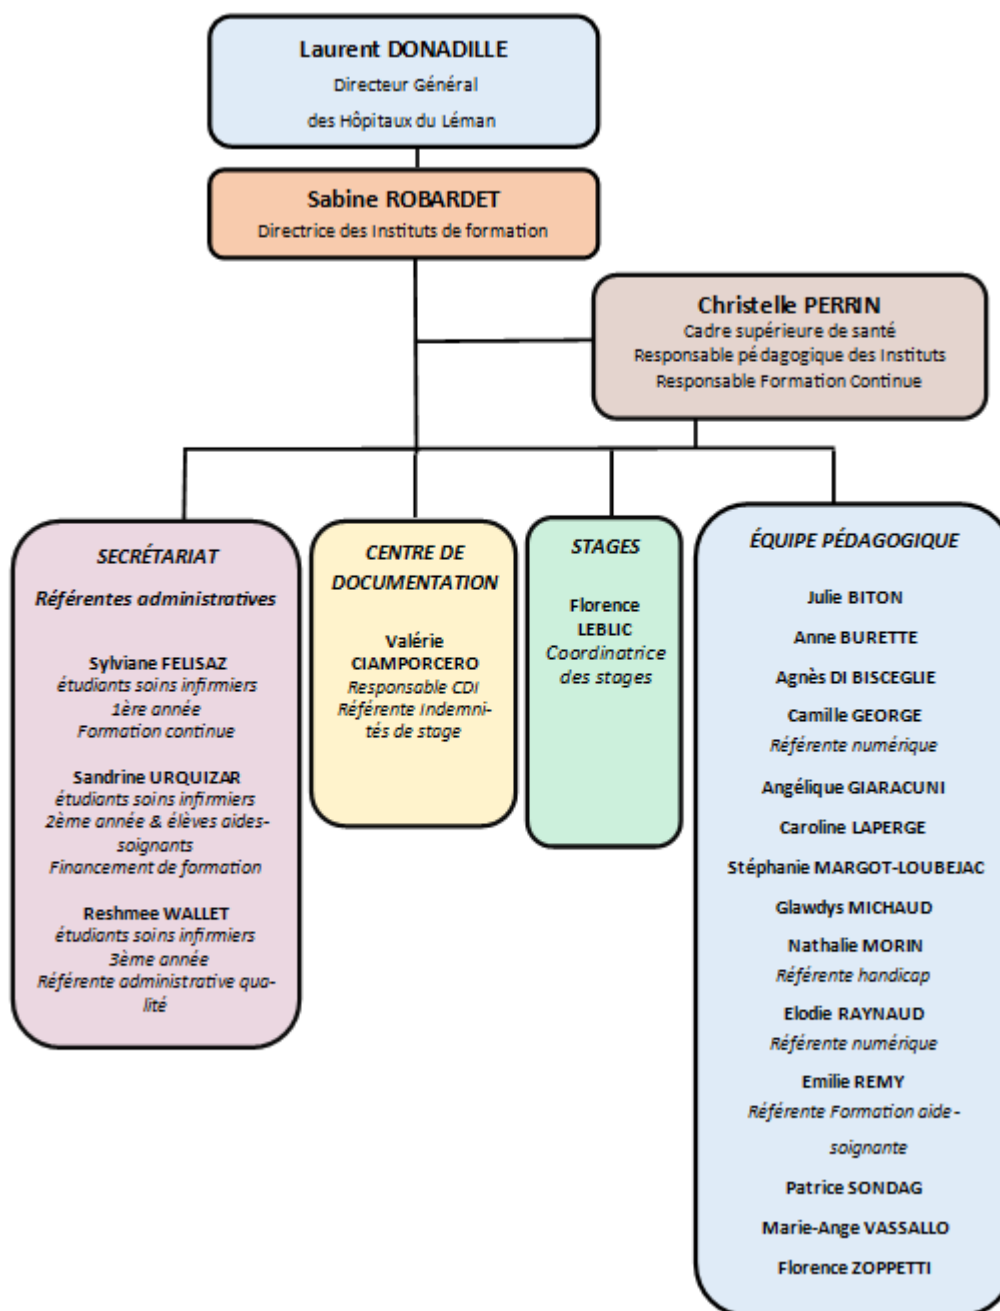 Laurent DONADILLE
Directeur Général
des Hôpitaux du Léman
Sabine ROBARDET
Directrice des Instituts de formation
Christelle PERRIN
Cadre supérieure de santé
Responsable pédagogique des Instituts
Responsable Formation Continue
SECRÉTARIAT
Référentes administratives
Sylviane FELISAZ
étudiants soins infirmiers
1ère année
Formation continue
Sandrine URQUIZAR
étudiants soins infirmiers
2ème année & élèves aides-
soignants
Financement de formation
Reshmee WALLET
étudiants soins infirmiers
3ème année
Référente administrative qua-
lité
CENTRE DE
DOCUMENTATION
Valérie
CIAMPORCERO
Responsable CDI
Référente Indemni-
tés de stage
STAGES
Florence
LEBLIC
Coordinatrice
des stages
ÉQUIPE PÉDAGOGIQUE
Julie BITON
Anne BURETTE
Agnès DI BISCEGLIE
Camille GEORGE
Référente numérique
Angélique GIARACUNI
Caroline LAPERGE
Stéphanie MARGOT-LOUBEJAC
Glawdys MICHAUD
Nathalie MORIN
Référente handicap
Elodie RAYNAUD
Référente numérique
Emilie REMY
Référente Formation aide-
soignante
Patrice SONDAG
Marie-Ange VASSALLO
Florence ZOPPETTI